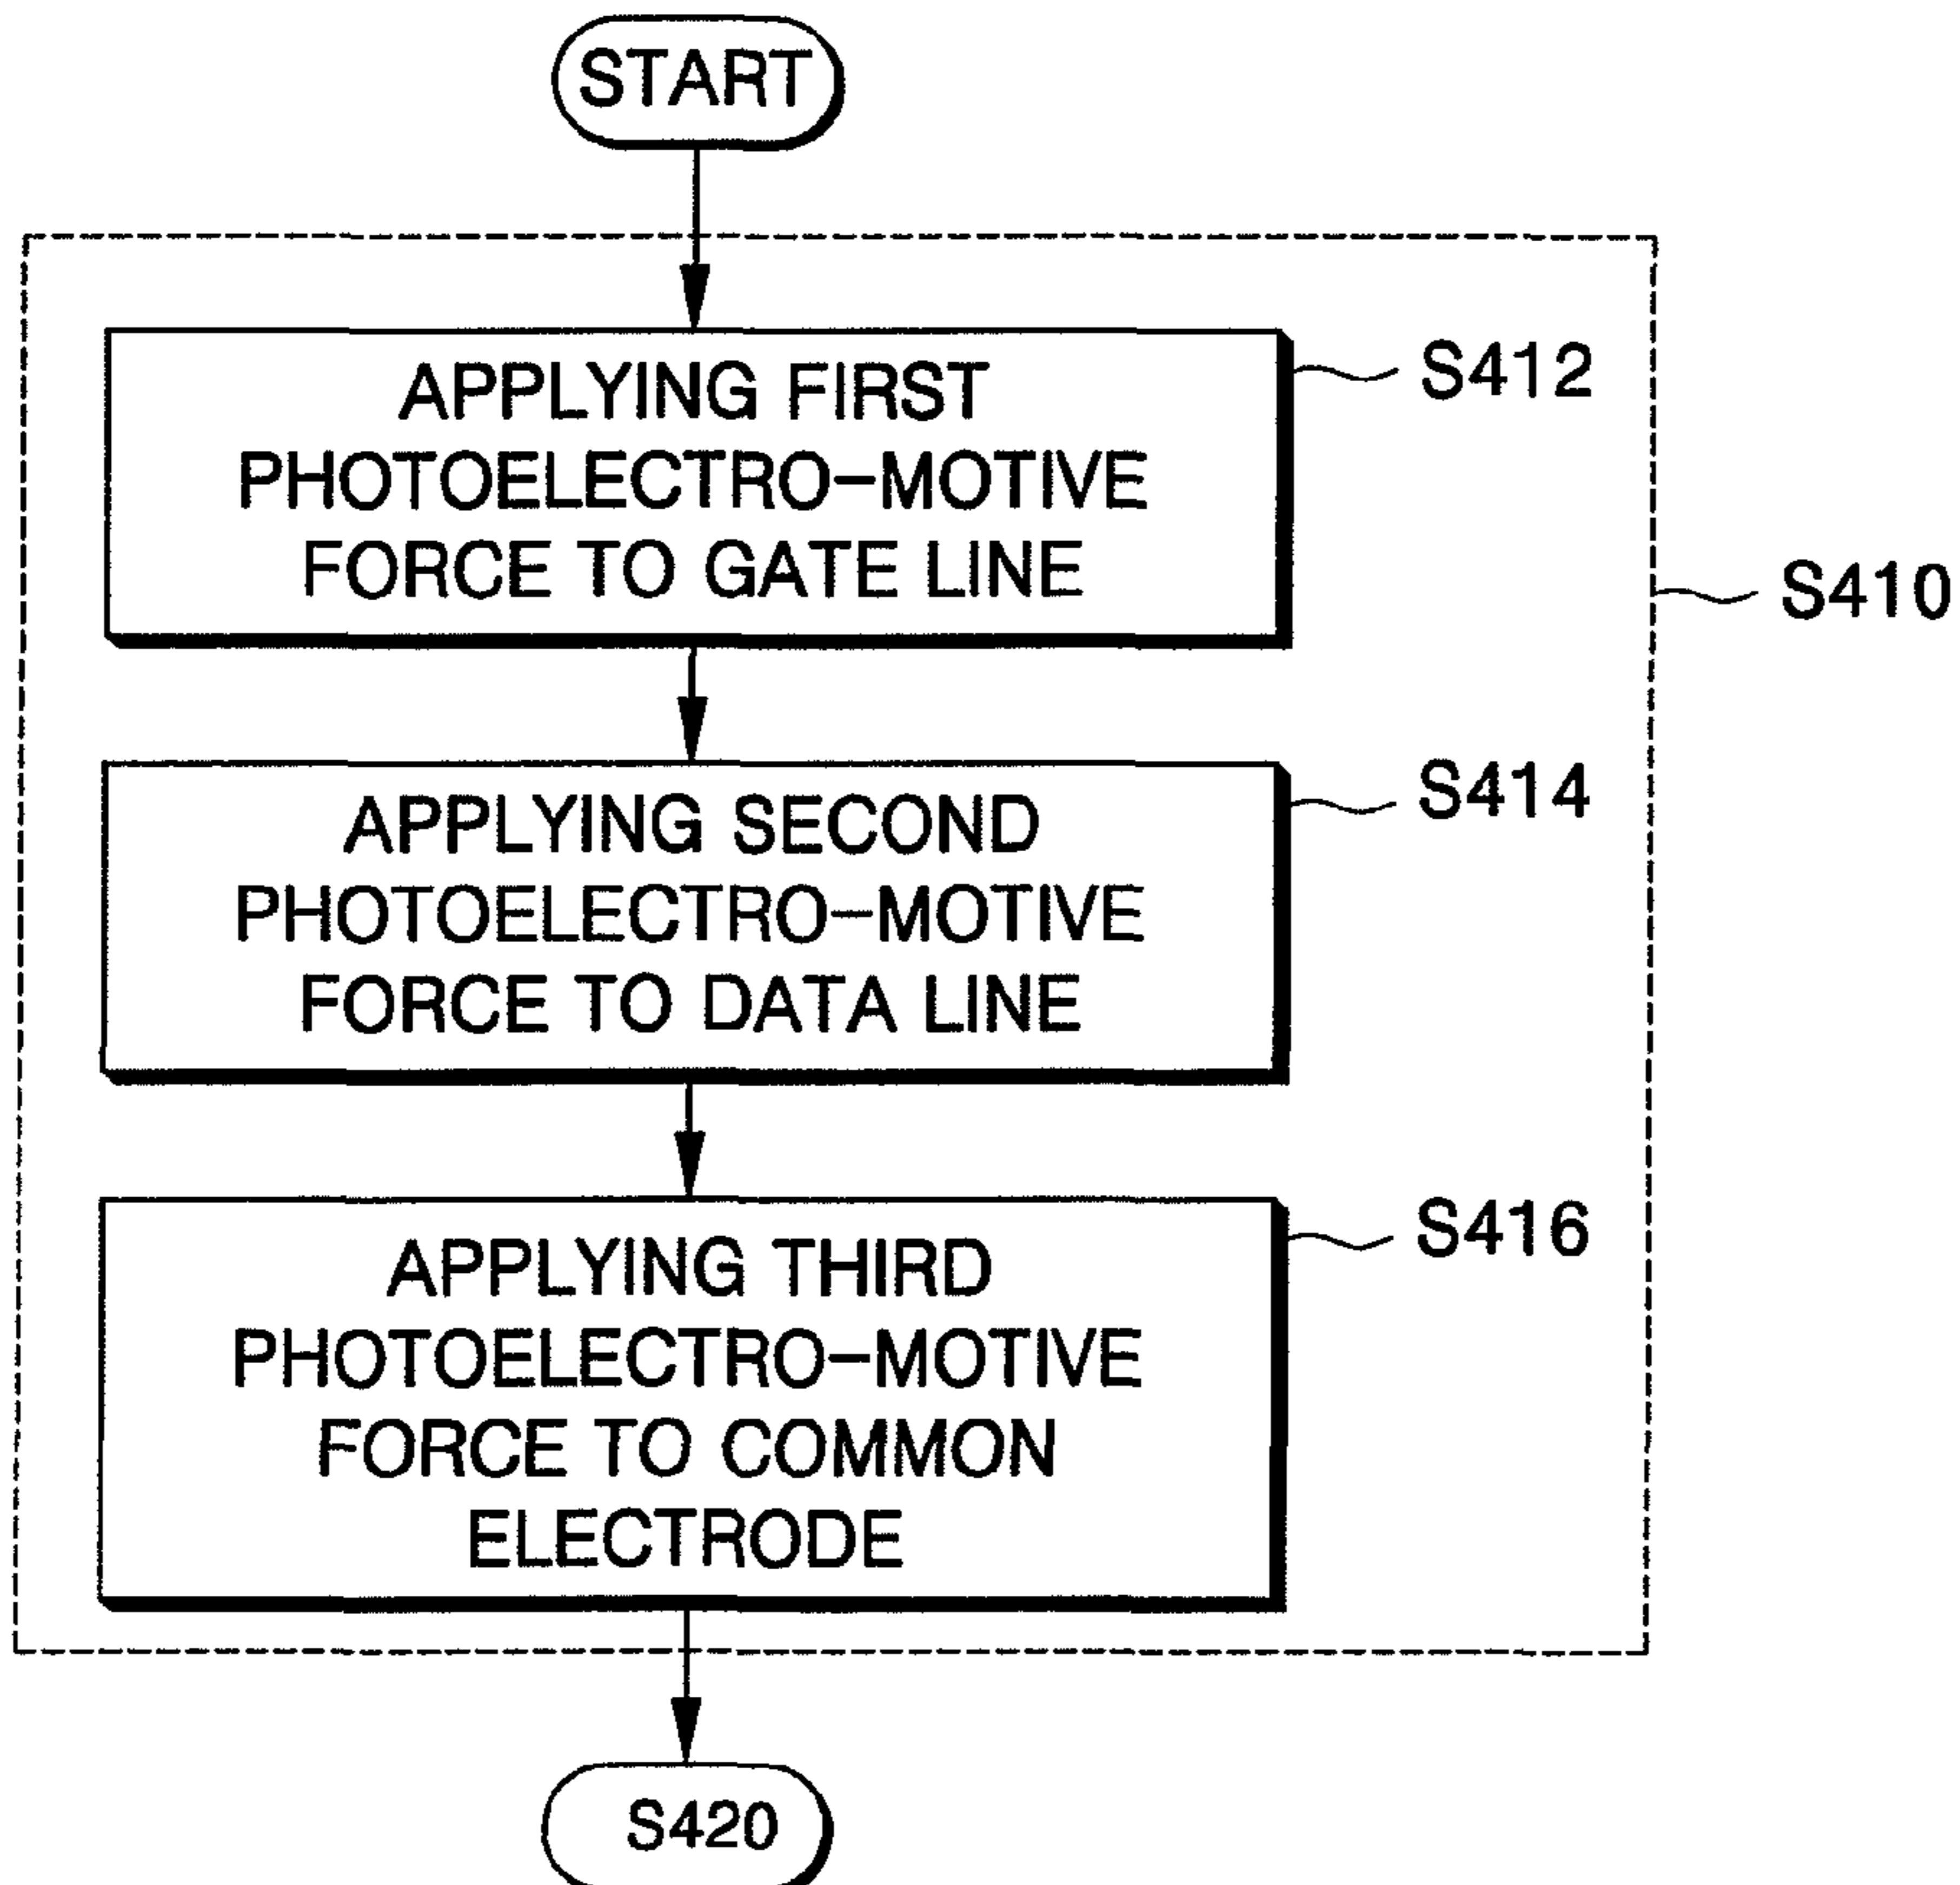 START
APPLYING FIRST
PHOTOELECTRO-MOTIVE
FORCE TO GATE LINE
S412
S410
APPLYING SECOND
PHOTOELECTRO-MOTIVE
FORCE TO DATA LINE
S414
APPLYING THIRD
PHOTOELECTRO-MOTIVE
FORCE TO COMMON
ELECTRODE
S416
S420